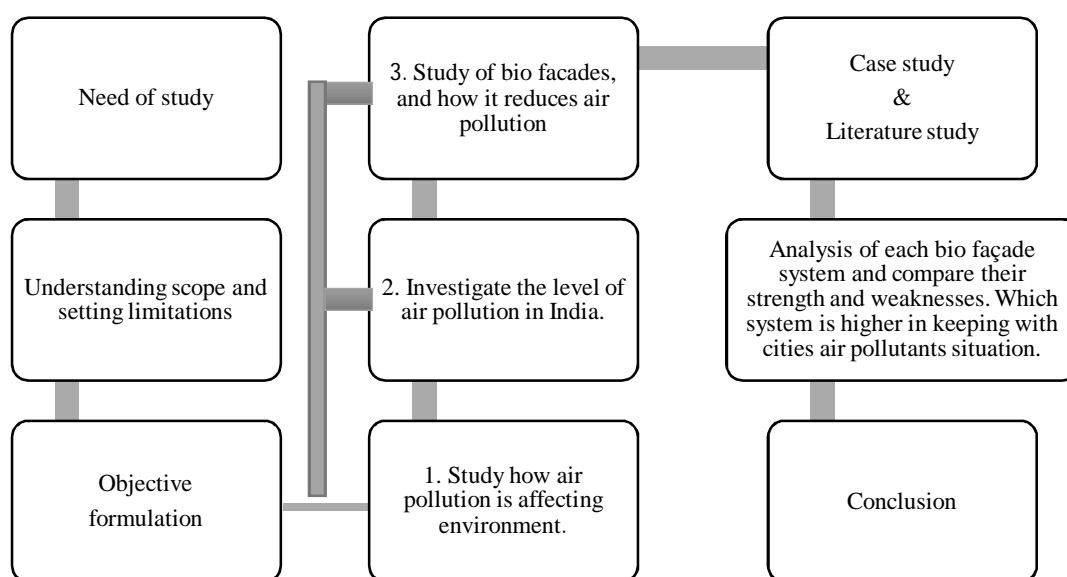 Need of study
Understanding scope and
setting limitations
Objective
formulation
1. Study how air
pollution is affecting
environment.
2. Investigate the level of
air pollution in India.
3. Study of bio facades,
and how it reduces air
pollution
Case study
&
Literature study
Analysis of each bio façade
system and compare their
strength and weaknesses. Which
system is higher in keeping with
cities air pollutants situation.
Conclusion